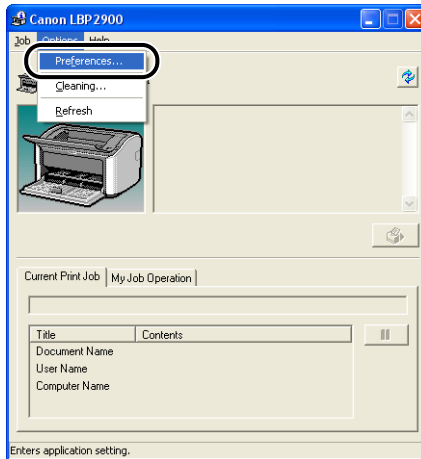 Canon LBP2900
Job Options Help
Preferences...
Cleaning...
Refresh
Current Print Job My Job Operation
Title Contents
Document Name
User Name
Computer Name
Enters application setting.